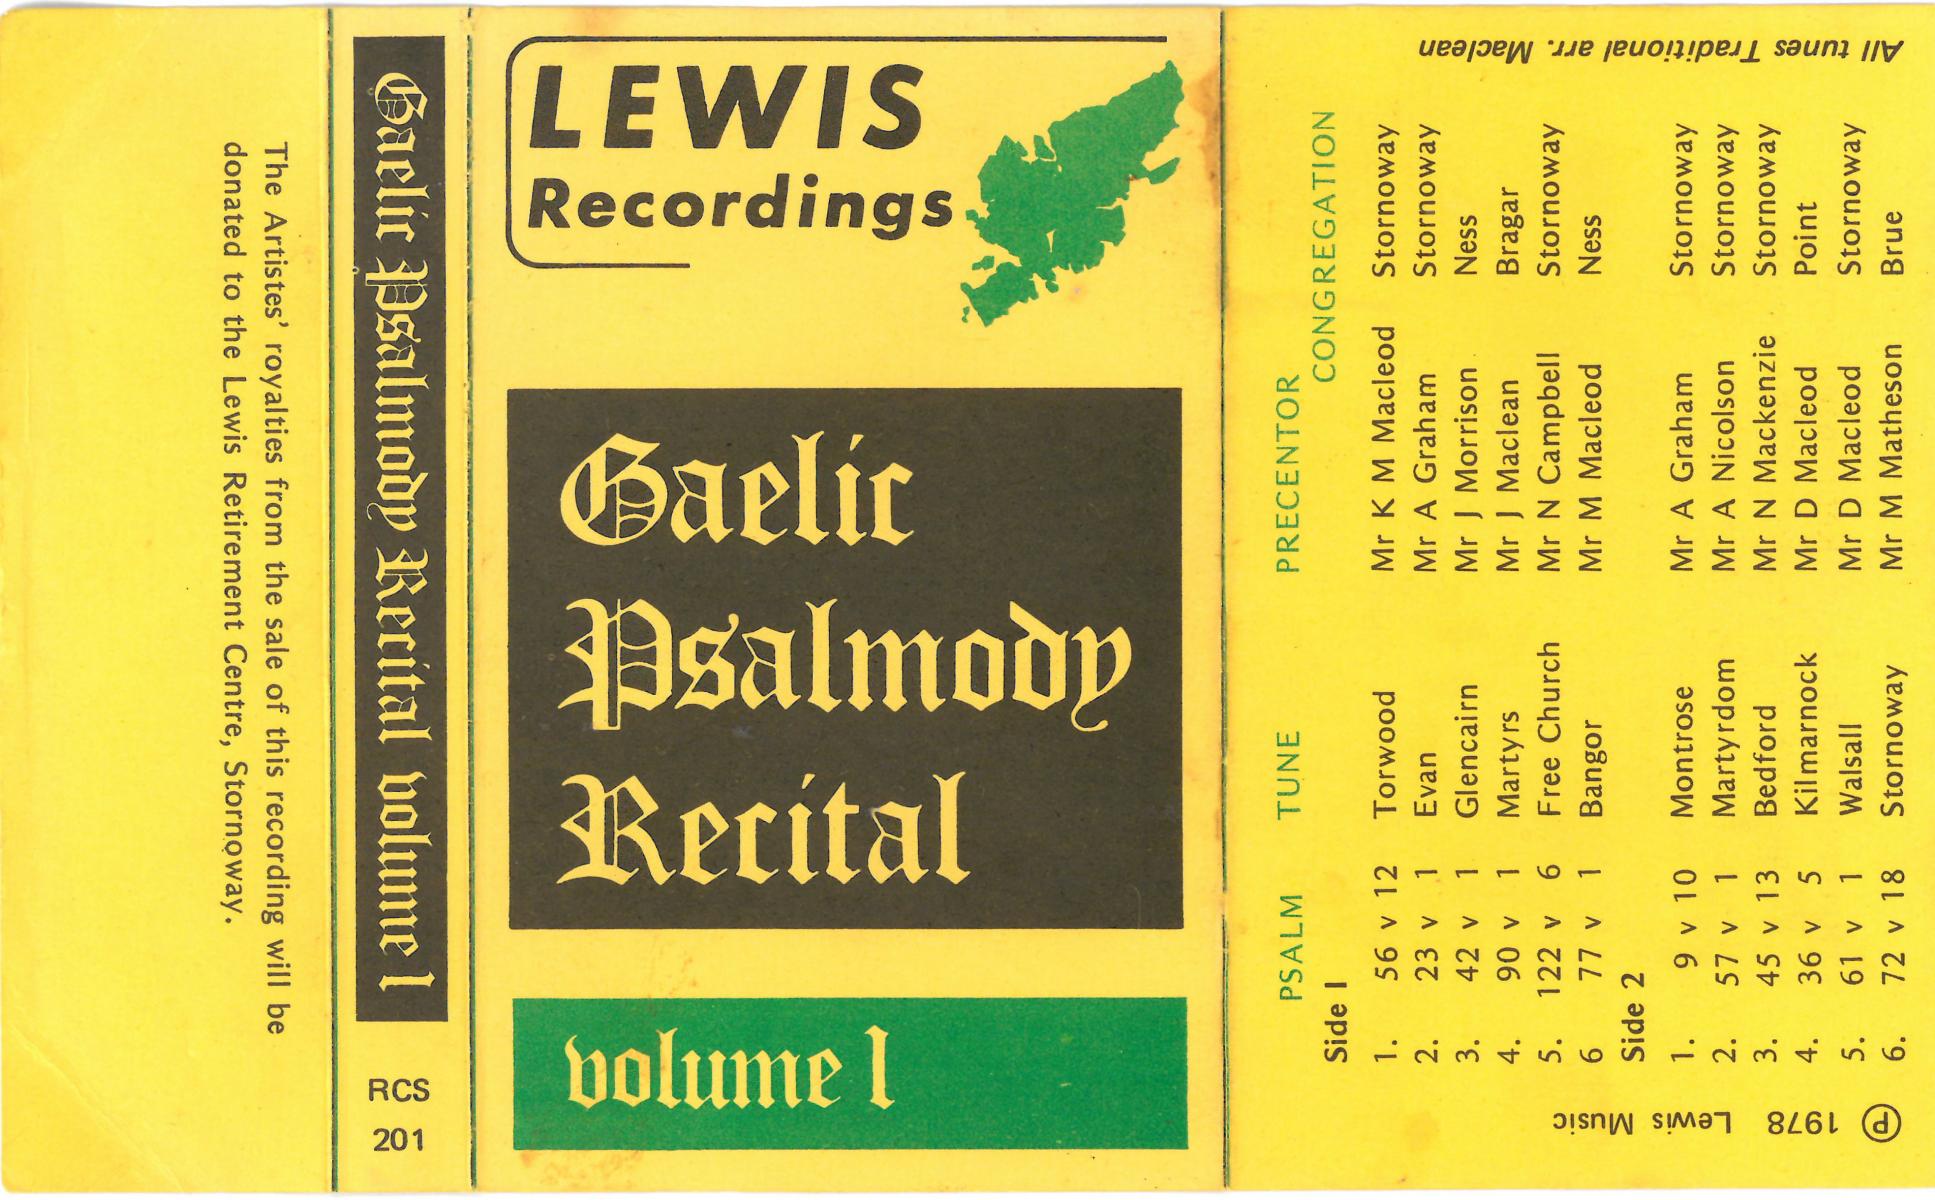 The Artistes' royalties from the sale of this recording will be
donated to the Lewis Retirement Centre, Stornoway.
Gaelic Psalmody Recital volume 1
RCS
201
LEWIS
Recordings
Gaelic
Psalmody
Recital
volume 1
PSALM TUNE PRECENTOR CONGREGATION
Side 1
1. 56 v 12 Torwood Mr K M Macleod Stornoway
2. 23 v 1 Evan Mr A Graham Stornoway
3. 42 v 1 Glencairn Mr J Morrison Ness
4. 90 v 1 Martyrs Mr J Maclean Bragar
5. 122 v 6 Free Church Mr N Campbell Stornoway
6 77 v 1 Bangor Mr M Macleod Ness
Side 2
1. 9 v 10 Montrose Mr A Graham Stornoway
2. 57 v 1 Martyrdom Mr A Nicolson Stornoway
3. 45 v 13 Bedford Mr N Mackenzie Stornoway
4. 36 v 5 Kilmarnock Mr D Macleod Point
5. 61 v 1 Walsall Mr D Macleod Stornoway
6. 72 v 18 Stornoway Mr M Matheson Brue
All tunes Traditional arr. Maclean
Ⓟ 1978 Lewis Music